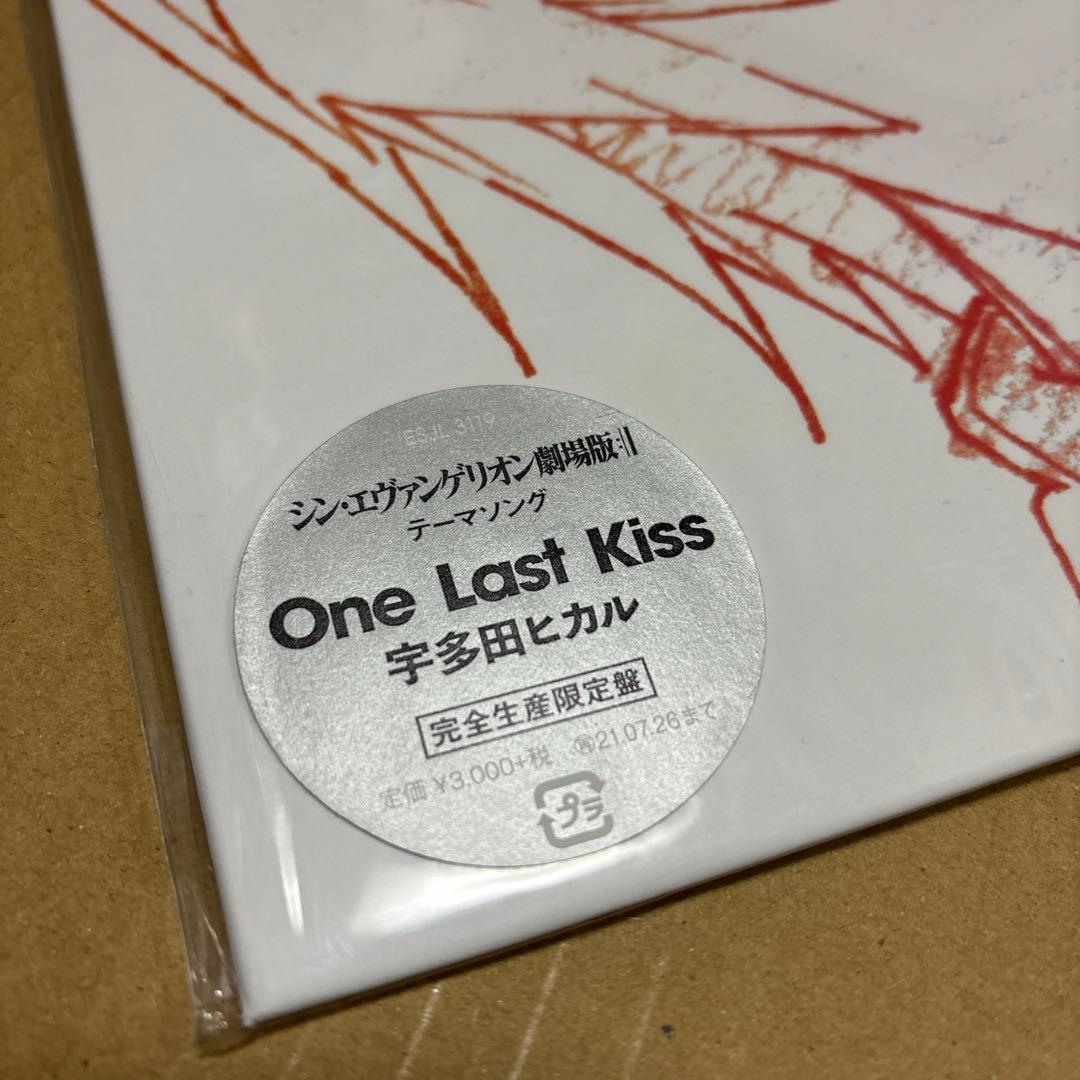 ESJL 3119
シン・エヴァンゲリオン劇場版:||
テーマソング
One Last Kiss
宇多田ヒカル
完全生産限定盤
定価 ¥3,000+税 ㊢21.07.26まで
プラ